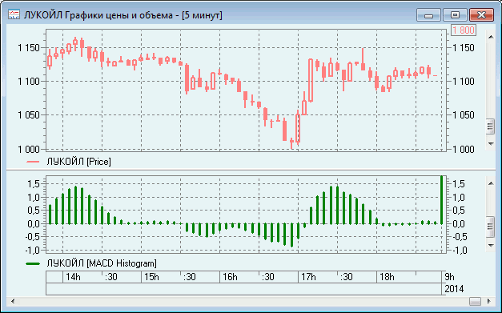 ЛУКОЙЛ Графики цены и объема - [5 минут]
1 800
1 150 1 150
1 100 1 100
1 050 1 050
1 000 1 000
ЛУКОЙЛ [Price]
1,5 1,5
1,0 1,0
0,5 0,5
0,0 0,0
-0,5 -0,5
-1,0 -1,0
ЛУКОЙЛ [MACD Histogram]
14h :30 15h :30 16h :30 17h :30 18h 9h
2014